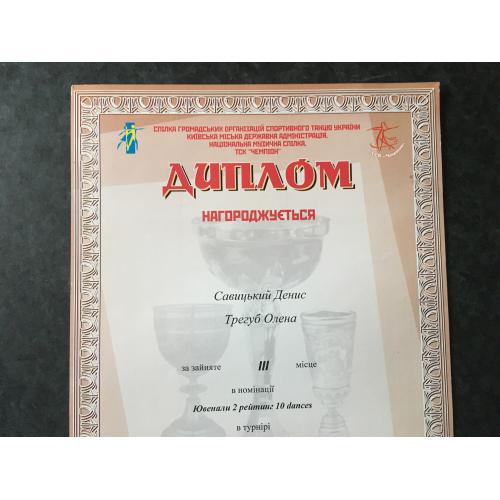 СПІЛКА ГРОМАДСЬКИХ ОРГАНІЗАЦІЙ СПОРТИВНОГО ТАНЦЮ УКРАЇНИ
КИЇВСЬКА МІСЬКА ДЕРЖАВНА АДМІНІСТРАЦІЯ.
НАЦІОНАЛЬНА МУЗИЧНА СПІЛКА.
ТСК "ЧЕМПІОН"
ДИПЛОМ
НАГОРОДЖУЄТЬСЯ
Савицький Денис
Трегуб Олена
за зайняте III місце
в номінації
Ювенали 2 рейтинг 10 dances
в турнірі